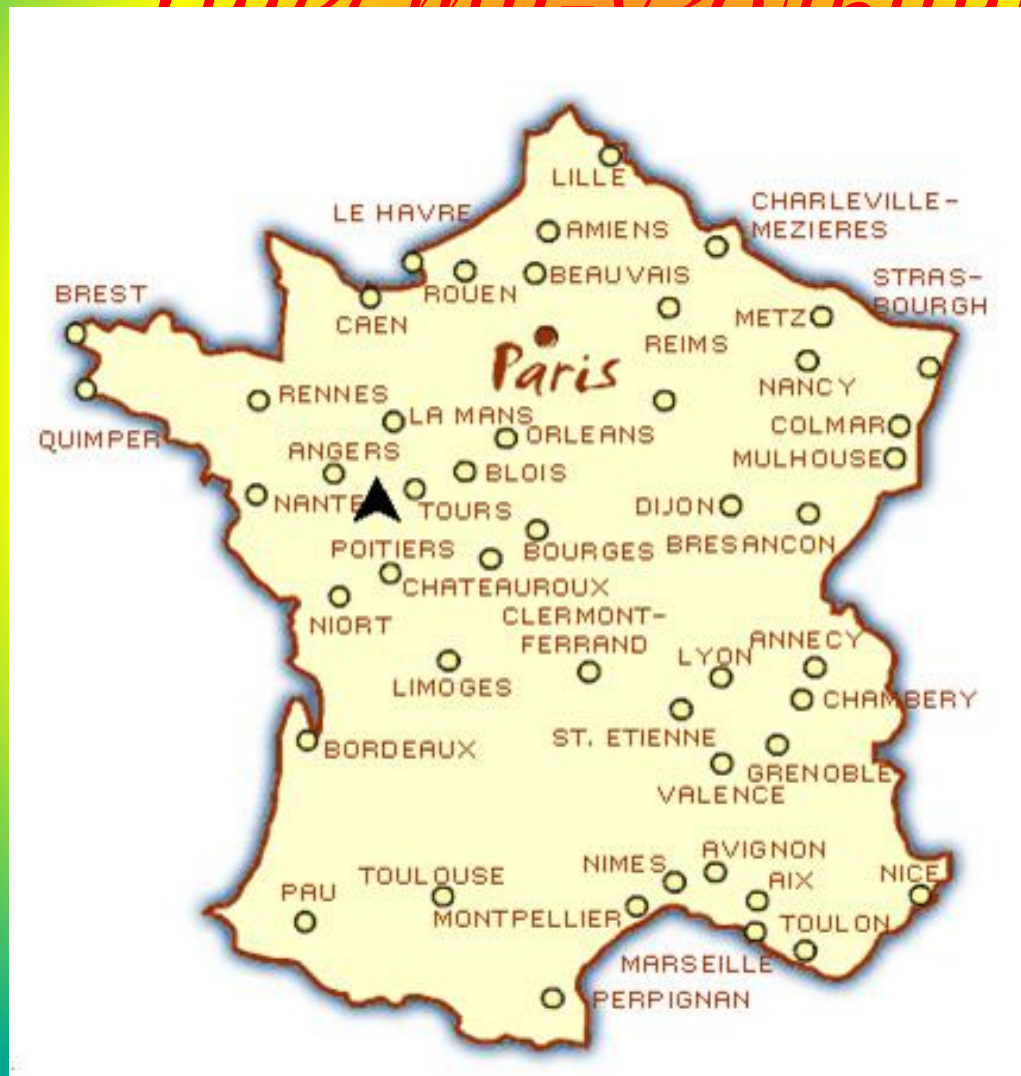 LILLE
CHARLEVILLE-
MEZIERES
LE HAVRE
AMIENS
BEAUVAIS
STRAS-
BOURGH
BREST
ROUEN
CAEN
METZ
REIMS
Paris
NANCY
RENNES
LA MANS
ORLEANS
COLMAR
QUIMPER
ANGERS
BLOIS
MULHOUSE
NANTE
TOURS
DIJON
POITIERS
BOURGES
BRESANCON
CHATEAUROUX
NIORT
CLERMONT-
FERRAND
ANNECY
LYON
LIMOGES
CHAMBERY
ST. ETIENNE
BORDEAUX
GRENOBLE
VALENCE
AVIGNON
NIMES
AIX
NICE
TOULOUSE
PAU
MONTPELLIER
TOULON
MARSEILLE
PERPIGNAN